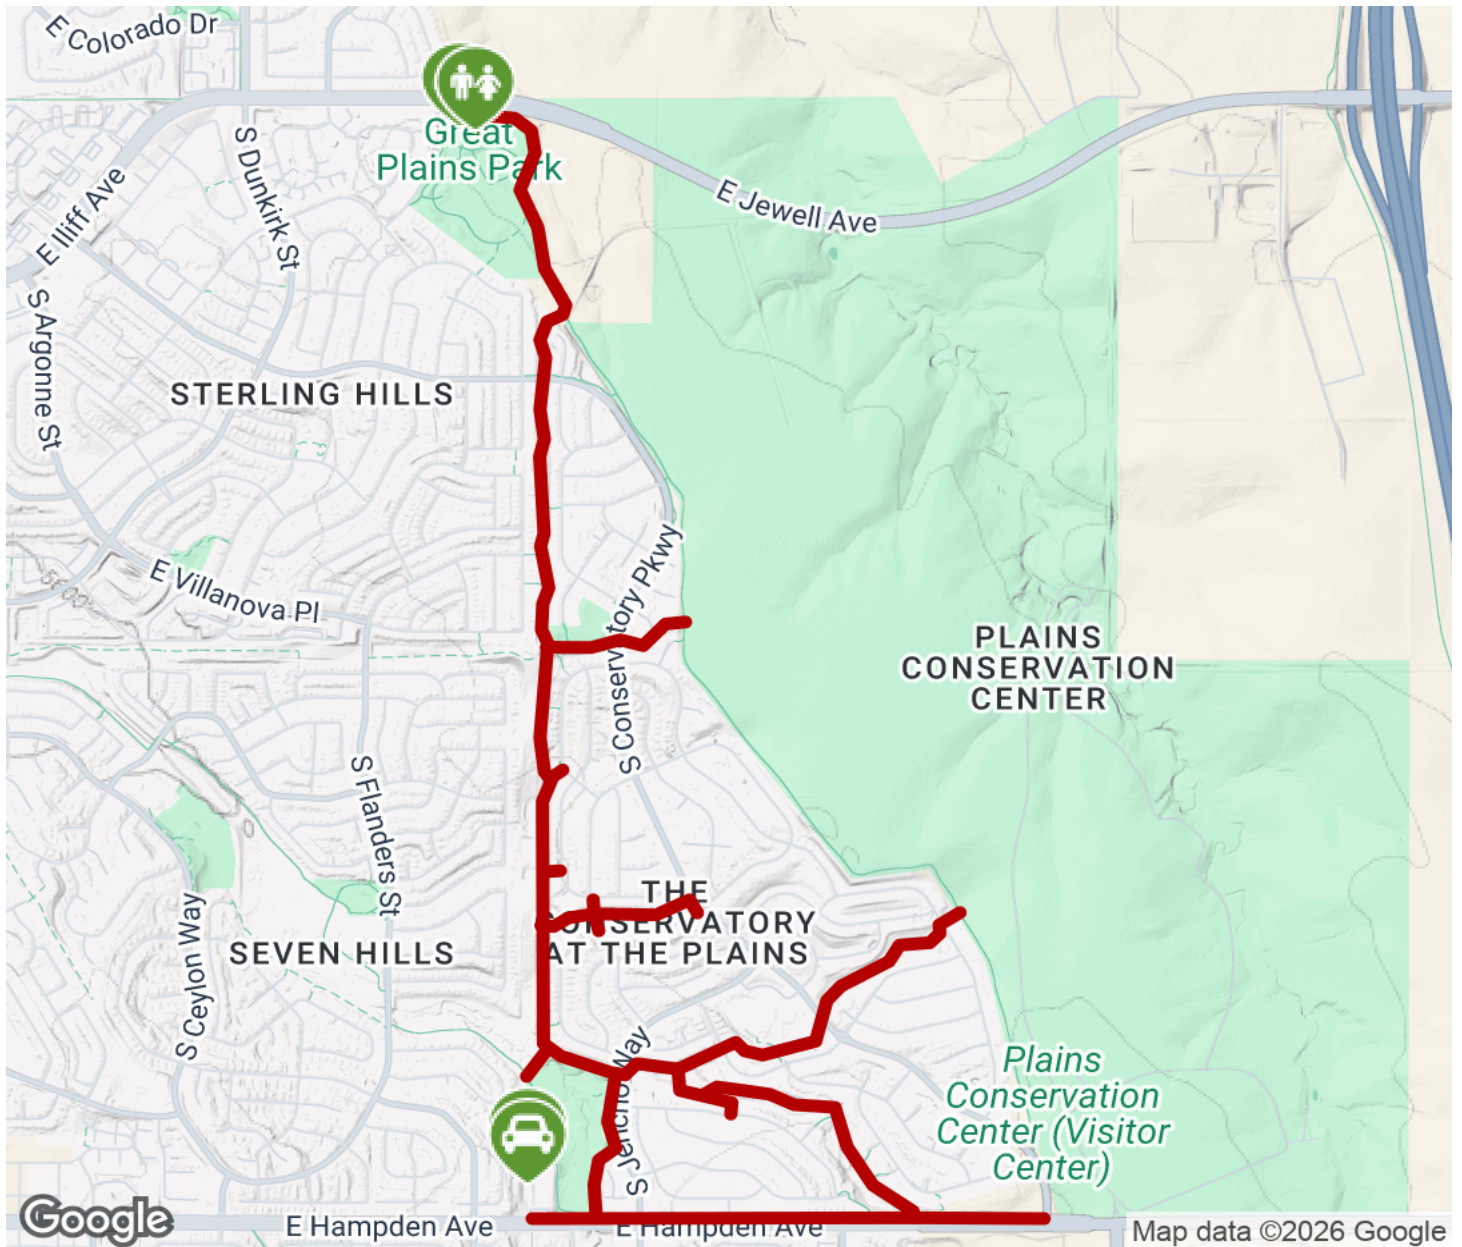 E Colorado Dr
Great
Plains Park
S Dunkirk St
E Iliff Ave
E Jewell Ave
S Argonne St
STERLING HILLS
S Conservatory Pkwy
E Villanova Pl
PLAINS
CONSERVATION
CENTER
S Flanders St
THE
CONSERVATORY
AT THE PLAINS
SEVEN HILLS
S Ceylon Way
S Jericho Way
Plains
Conservation
Center (Visitor
Center)
Google
E Hampden Ave
E Hampden Ave
Map data ©2026 Google